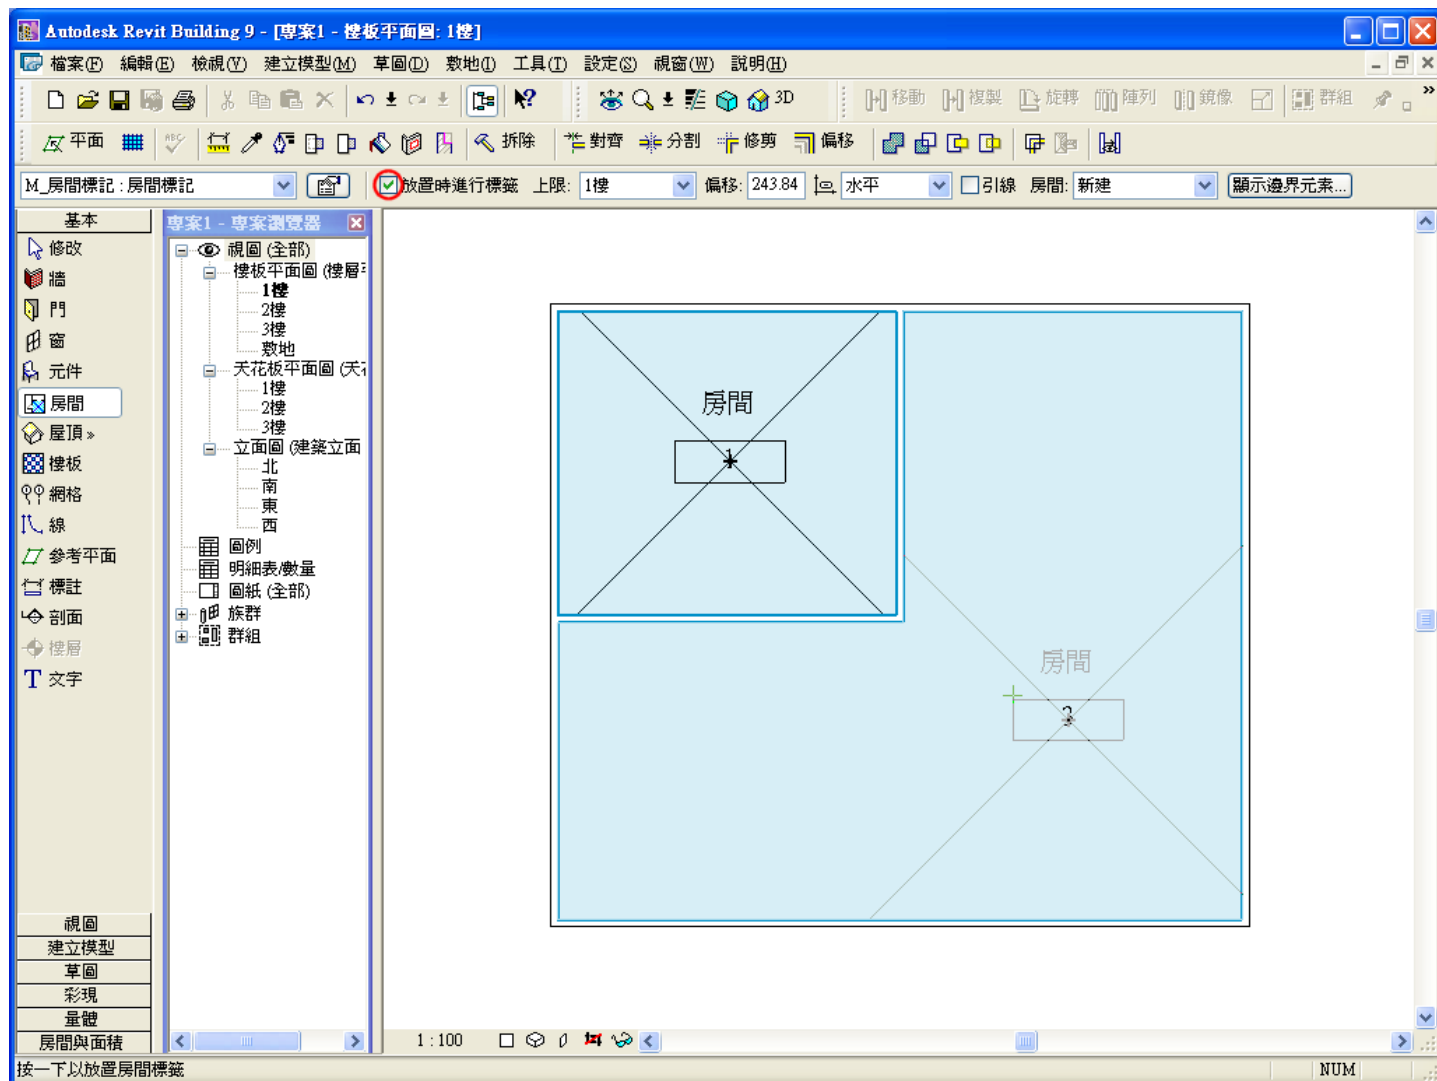 Autodesk Revit Building 9 - [專案1 - 樓板平面圖: 1樓]
檔案(F) 編輯(E) 檢視(V) 建立模型(M) 草圖(D) 敷地(I) 工具(T) 設定(S) 視窗(W) 說明(H)
3D 移動 複製 旋轉 陣列 鏡像 群組
平面 拆除 對齊 分割 修剪 偏移
M_房間標記 : 房間標記 放置時進行標籤 上限: 1樓 偏移: 243.84 水平 引線 房間: 新建 顯示邊界元素...
基本
修改
牆
門
窗
元件
房間
屋頂 »
樓板
網格
線
參考平面
標註
剖面
樓層
文字
視圖
建立模型
草圖
彩現
量體
房間與面積
專案1 - 專案瀏覽器
視圖 (全部)
樓板平面圖 (樓層
1樓
2樓
3樓
敷地
天花板平面圖 (天
1樓
2樓
3樓
立面圖 (建築立面
北
南
東
西
圖例
明細表/數量
圖紙 (全部)
族群
群組
房間
1
房間
1 : 100
按一下以放置房間標籤
NUM